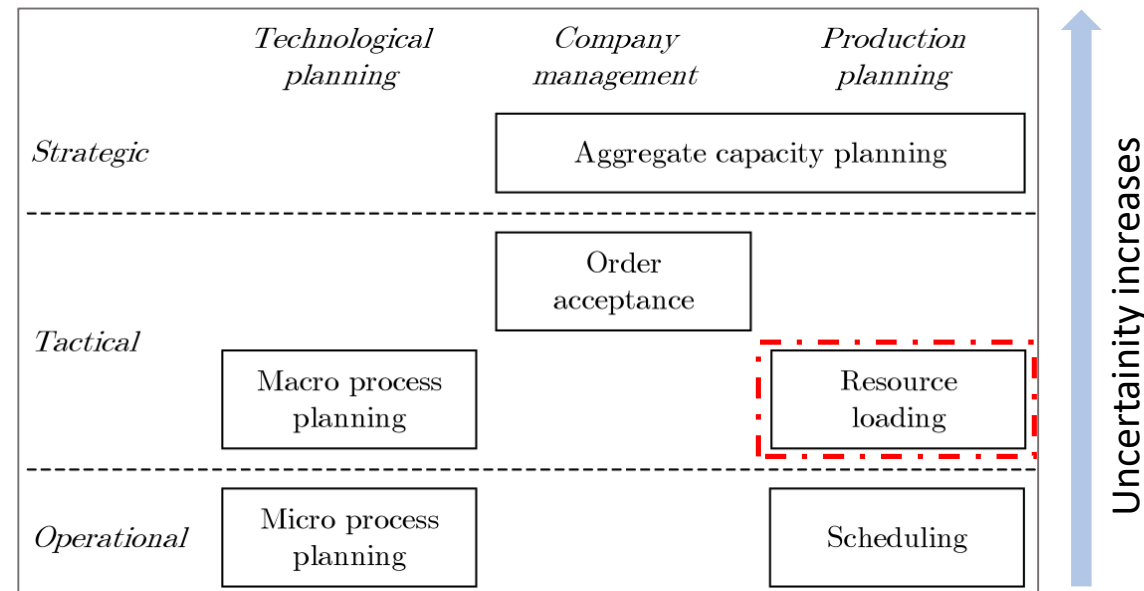 Technological
planning
Company
management
Production
planning
Strategic
Aggregate capacity planning
Tactical
Order
acceptance
Macro process
planning
Resource
loading
Operational
Micro process
planning
Scheduling
Uncertainity increases